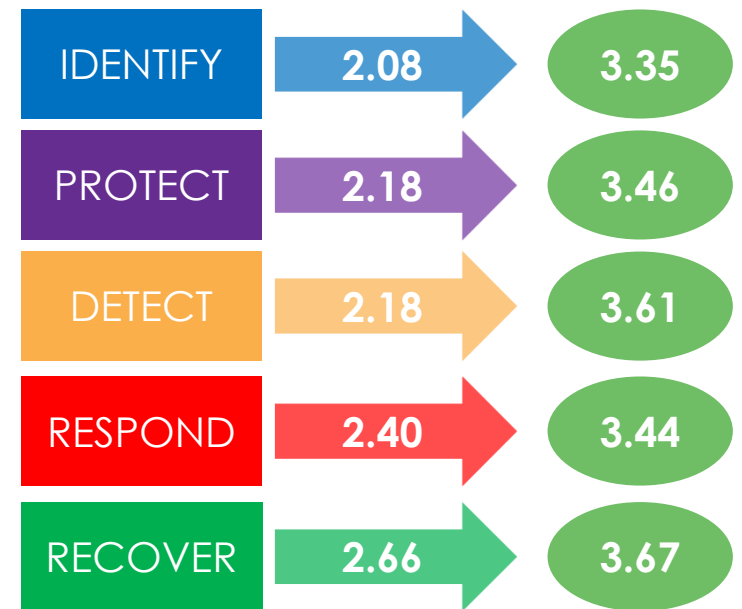 IDENTIFY 2.08 3.35
PROTECT 2.18 3.46
DETECT 2.18 3.61
RESPOND 2.40 3.44
RECOVER 2.66 3.67